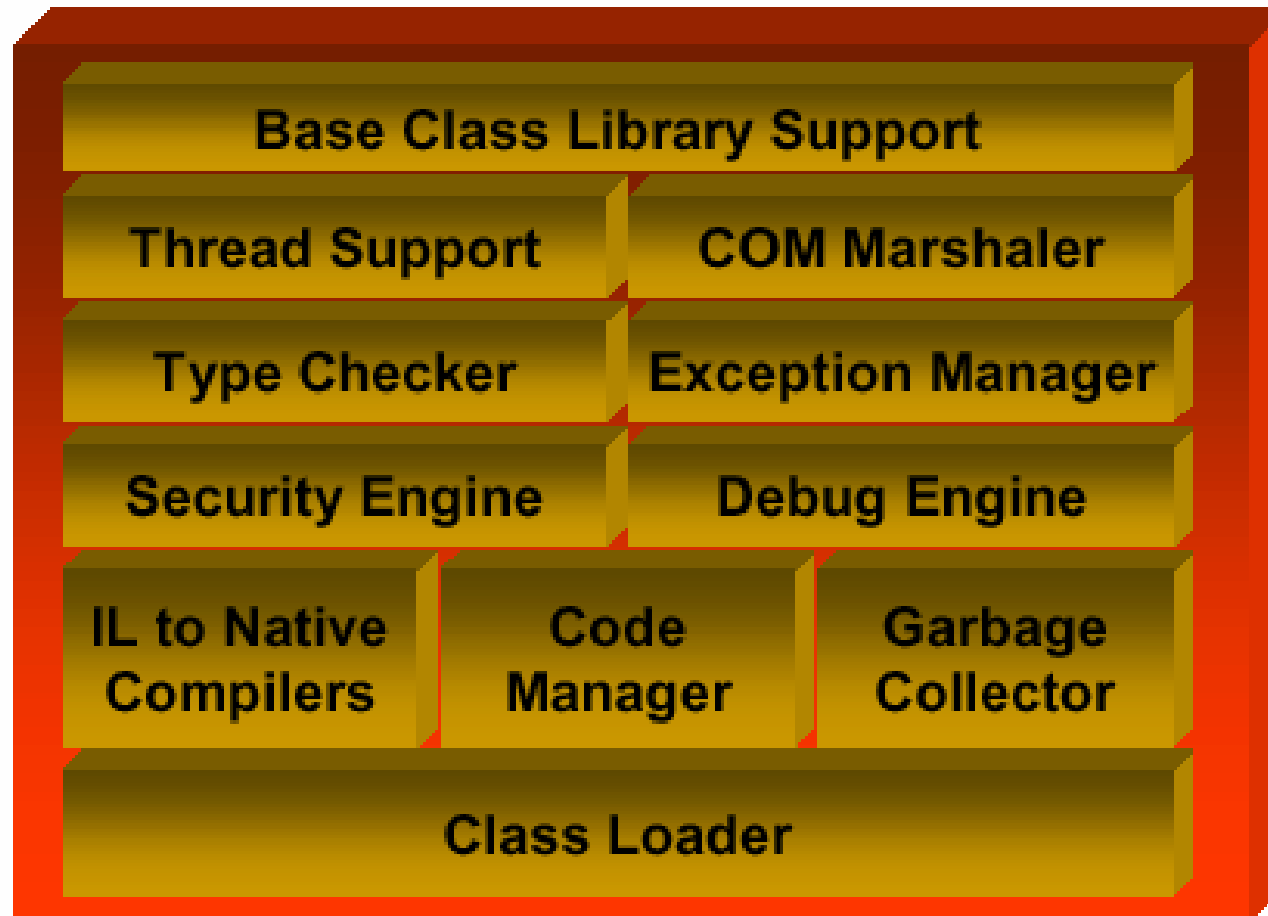 Base Class Library Support
Thread Support
COM Marshaler
Type Checker
Exception Manager
Security Engine
Debug Engine
IL to Native
Compilers
Code
Manager
Garbage
Collector
Class Loader